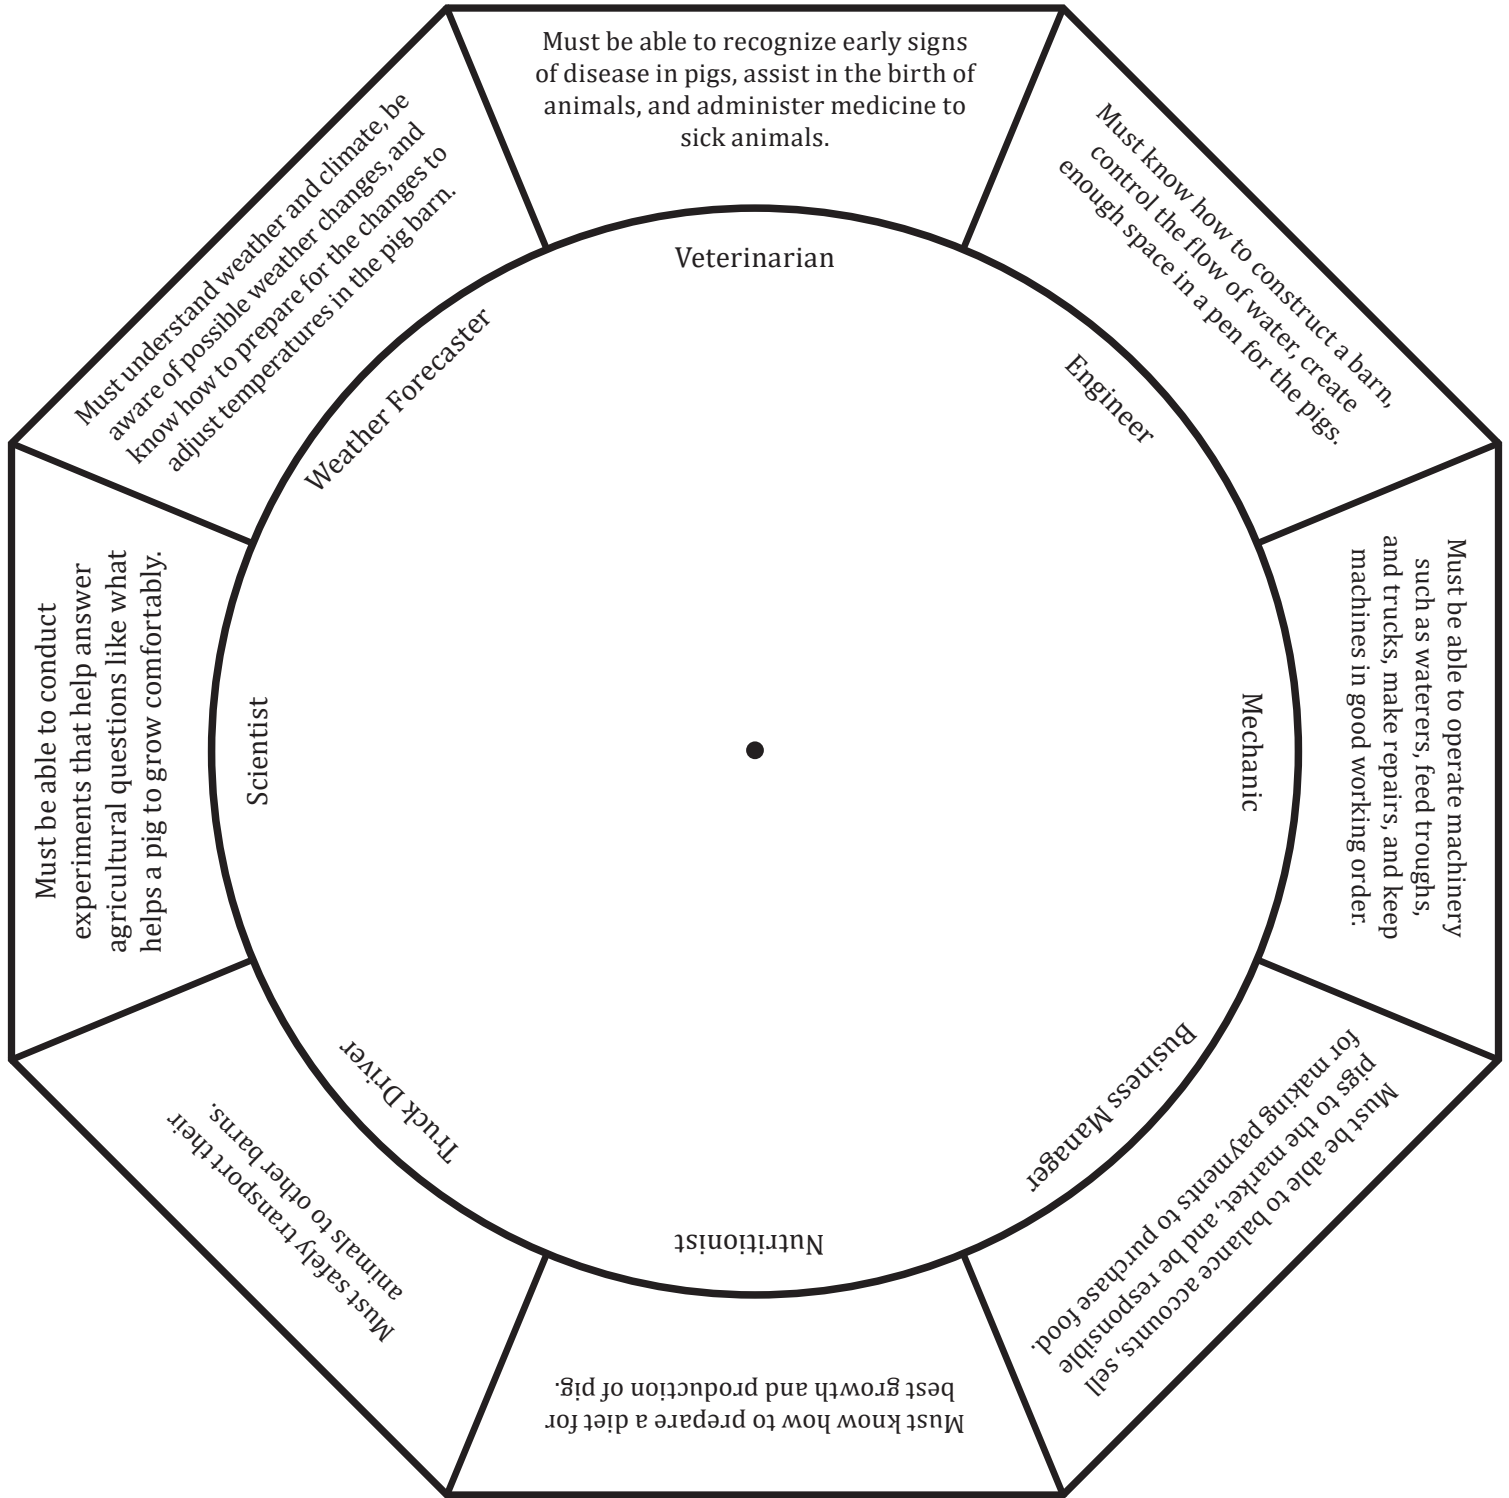 Must be able to recognize early signs
of disease in pigs, assist in the birth of
animals, and administer medicine to
sick animals.
Veterinarian
Must know how to construct a barn,
control the flow of water, create
enough space in a pen for the pigs.
Engineer
Must be able to operate machinery
such as waterers, feed troughs,
and trucks, make repairs, and keep
machines in good working order.
Mechanic
Must be able to balance accounts, sell
pigs to the market, and be responsible
for making payments to purchase food.
Business Manager
Must know how to prepare a diet for
best growth and production of pig.
Nutritionist
Must safely transport their
animals to other barns.
Truck Driver
Must be able to conduct
experiments that help answer
agricultural questions like what
helps a pig to grow comfortably.
Scientist
Must understand weather and climate, be
aware of possible weather changes, and
know how to prepare for the changes to
adjust temperatures in the pig barn.
Weather Forecaster